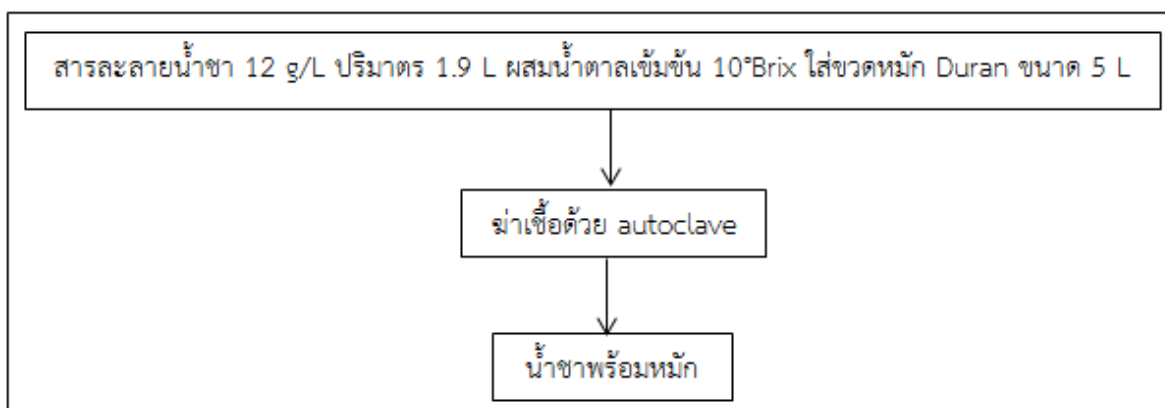 สารละลายน้ำชา 12 g/L ปริมาตร 1.9 L ผสมน้ำตาลเข้มข้น 10°Brix ใส่ขวดหมัก Duran ขนาด 5 L
ฆ่าเชื้อด้วย autoclave
น้ำชาพร้อมหมัก